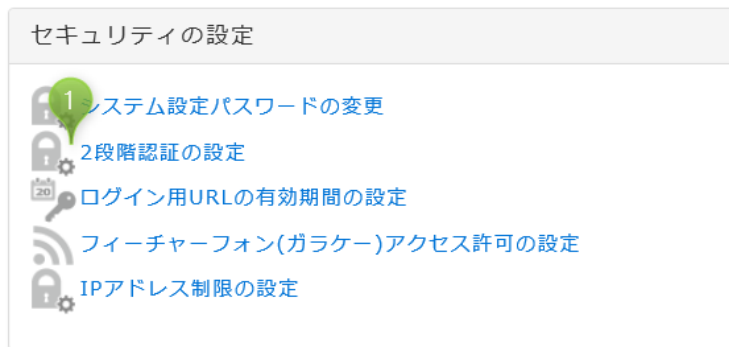 セキュリティの設定
1
システム設定パスワードの変更
2段階認証の設定
20
ログイン用URLの有効期間の設定
フィーチャーフォン(ガラケー)アクセス許可の設定
IPアドレス制限の設定